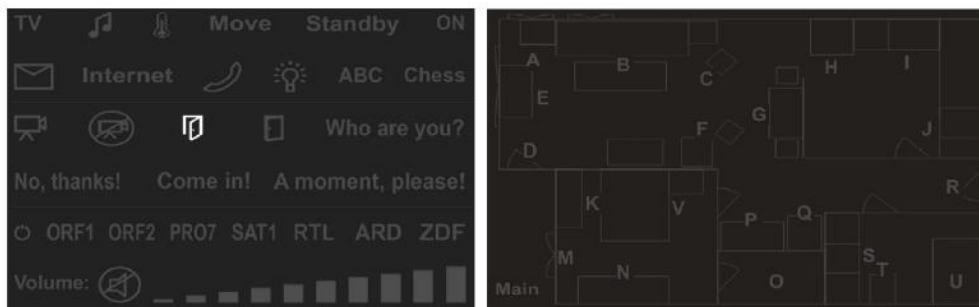 TV Move Standby ON
Internet ABC Chess
Who are you?
No, thanks! Come in! A moment, please!
ORF1 ORF2 PRO7 SAT1 RTL ARD ZDF
Volume:
A B C H I
E G F J
D R
K V P Q
M N O S T U
Main